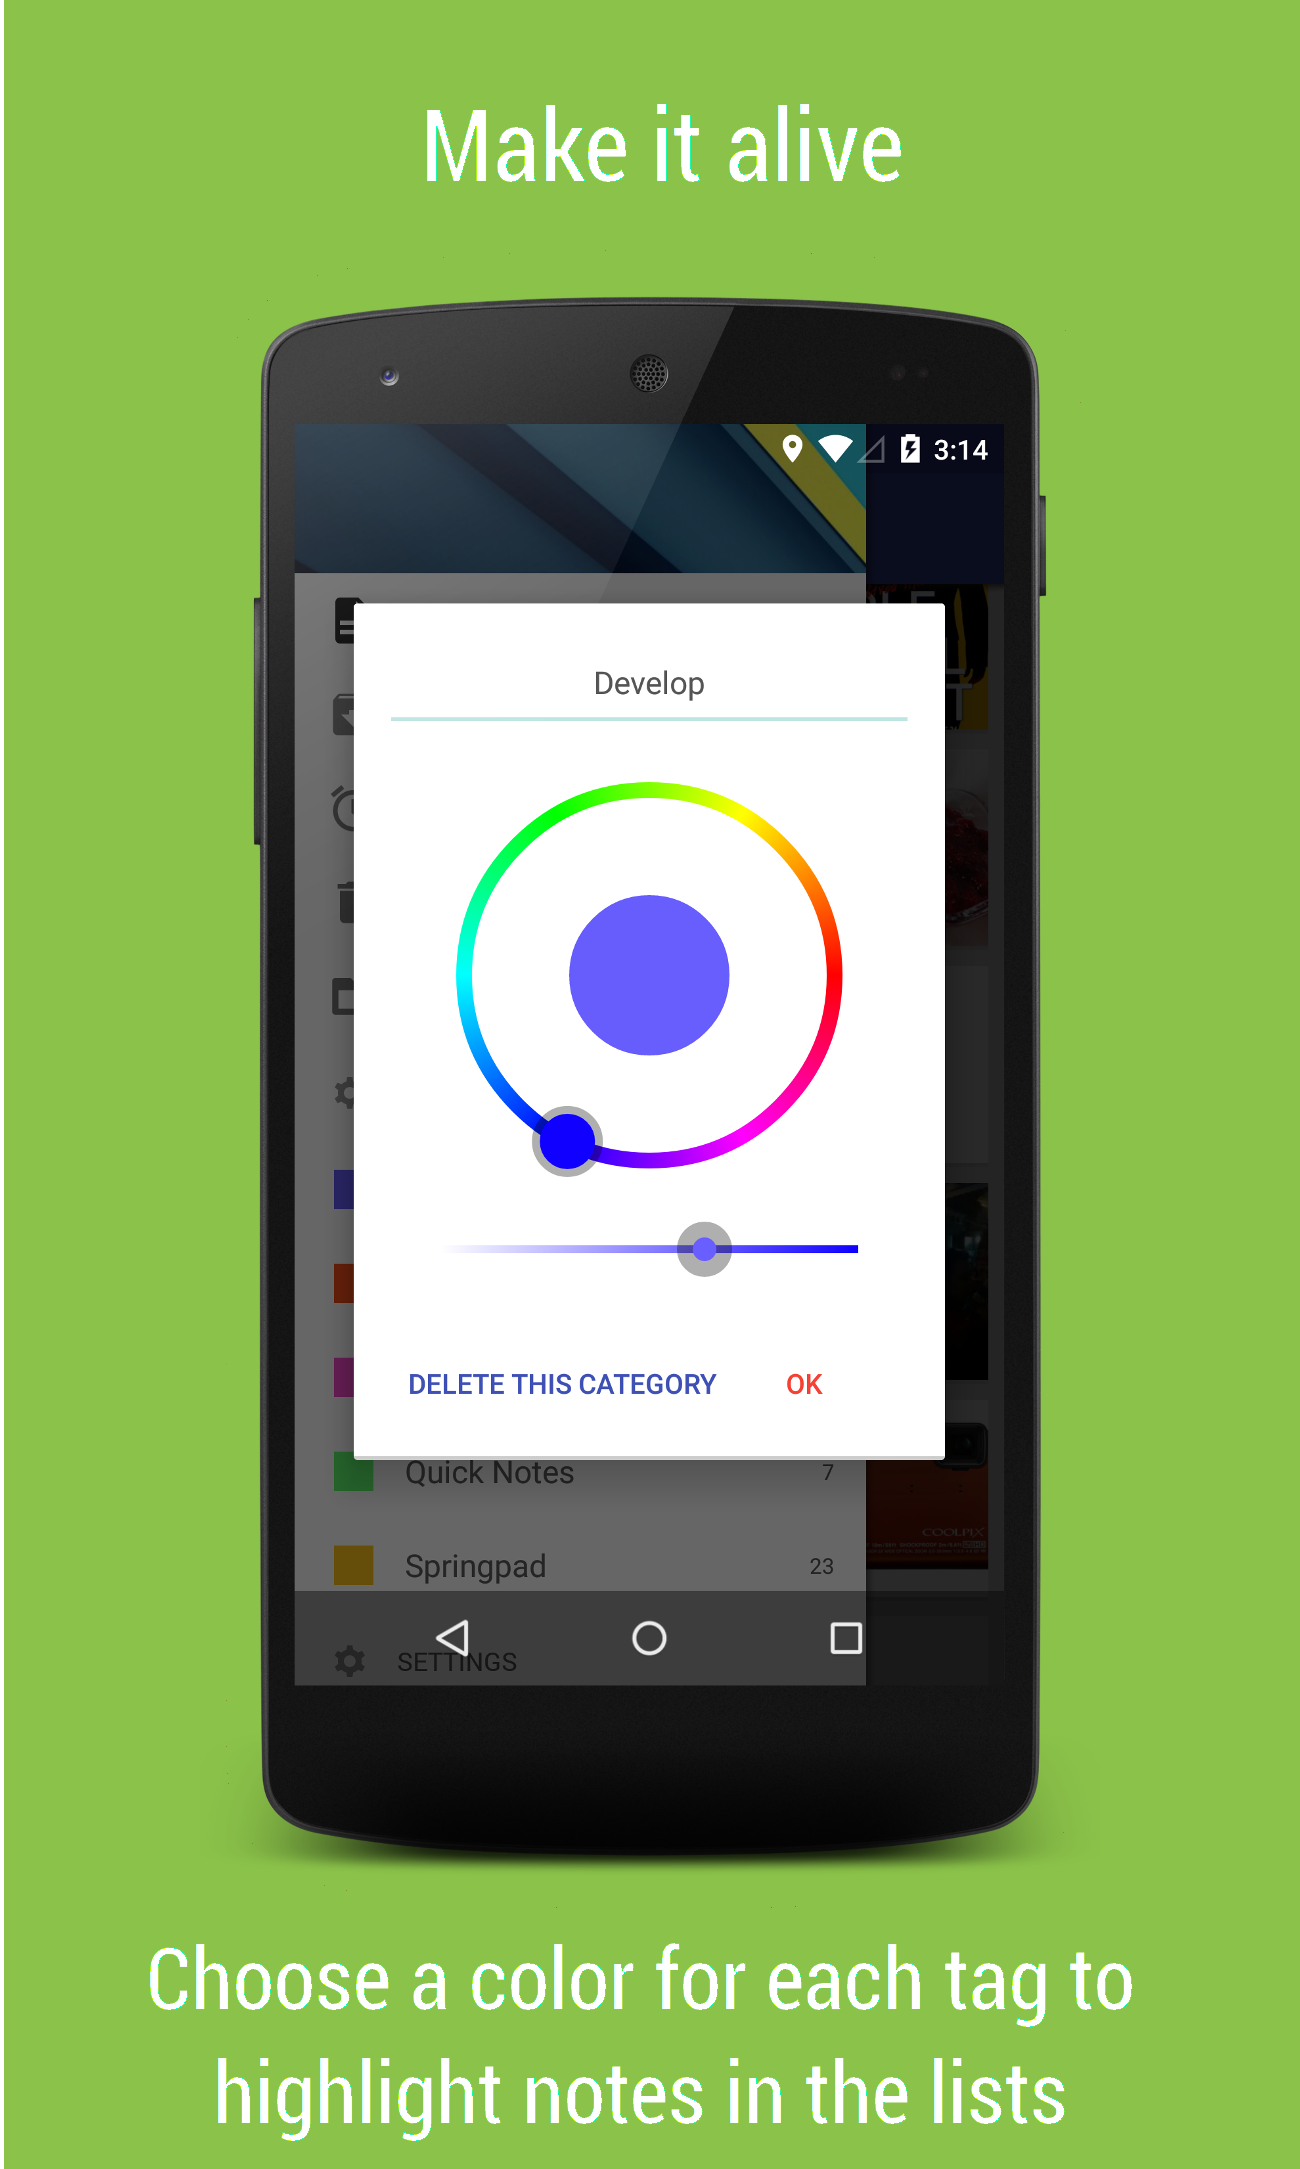 Make it alive
3:14
Develop
DELETE THIS CATEGORY OK
Quick Notes 7
COOLPIX
Springpad 23
SETTINGS
Choose a color for each tag to
highlight notes in the lists